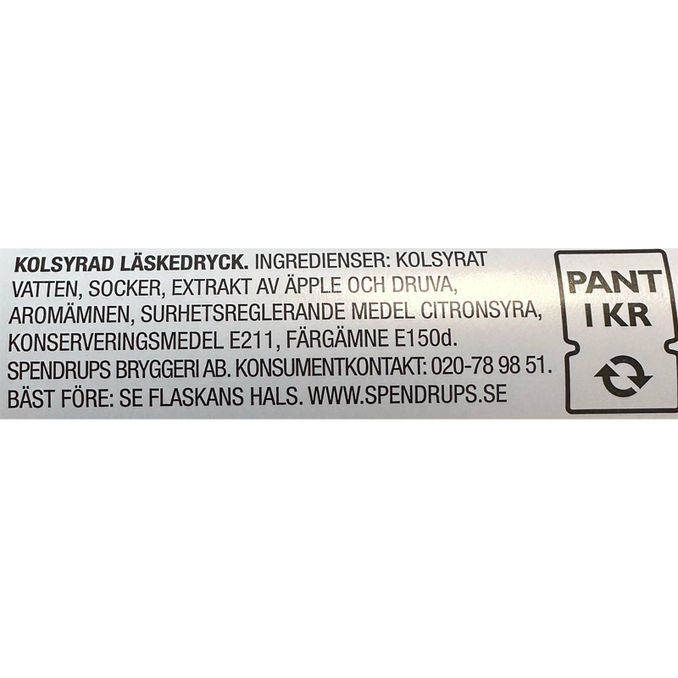 KOLSYRAD LÄSKEDRYCK. INGREDIENSER: KOLSYRAT
VATTEN, SOCKER, EXTRAKT AV ÄPPLE OCH DRUVA,
AROMÄMNEN, SURHETSREGLERANDE MEDEL CITRONSYRA,
KONSERVERINGSMEDEL E211, FÄRGÄMNE E150d.
SPENDRUPS BRYGGERI AB. KONSUMENTKONTAKT: 020-78 98 51.
BÄST FÖRE: SE FLASKANS HALS. WWW.SPENDRUPS.SE
PANT
1 KR